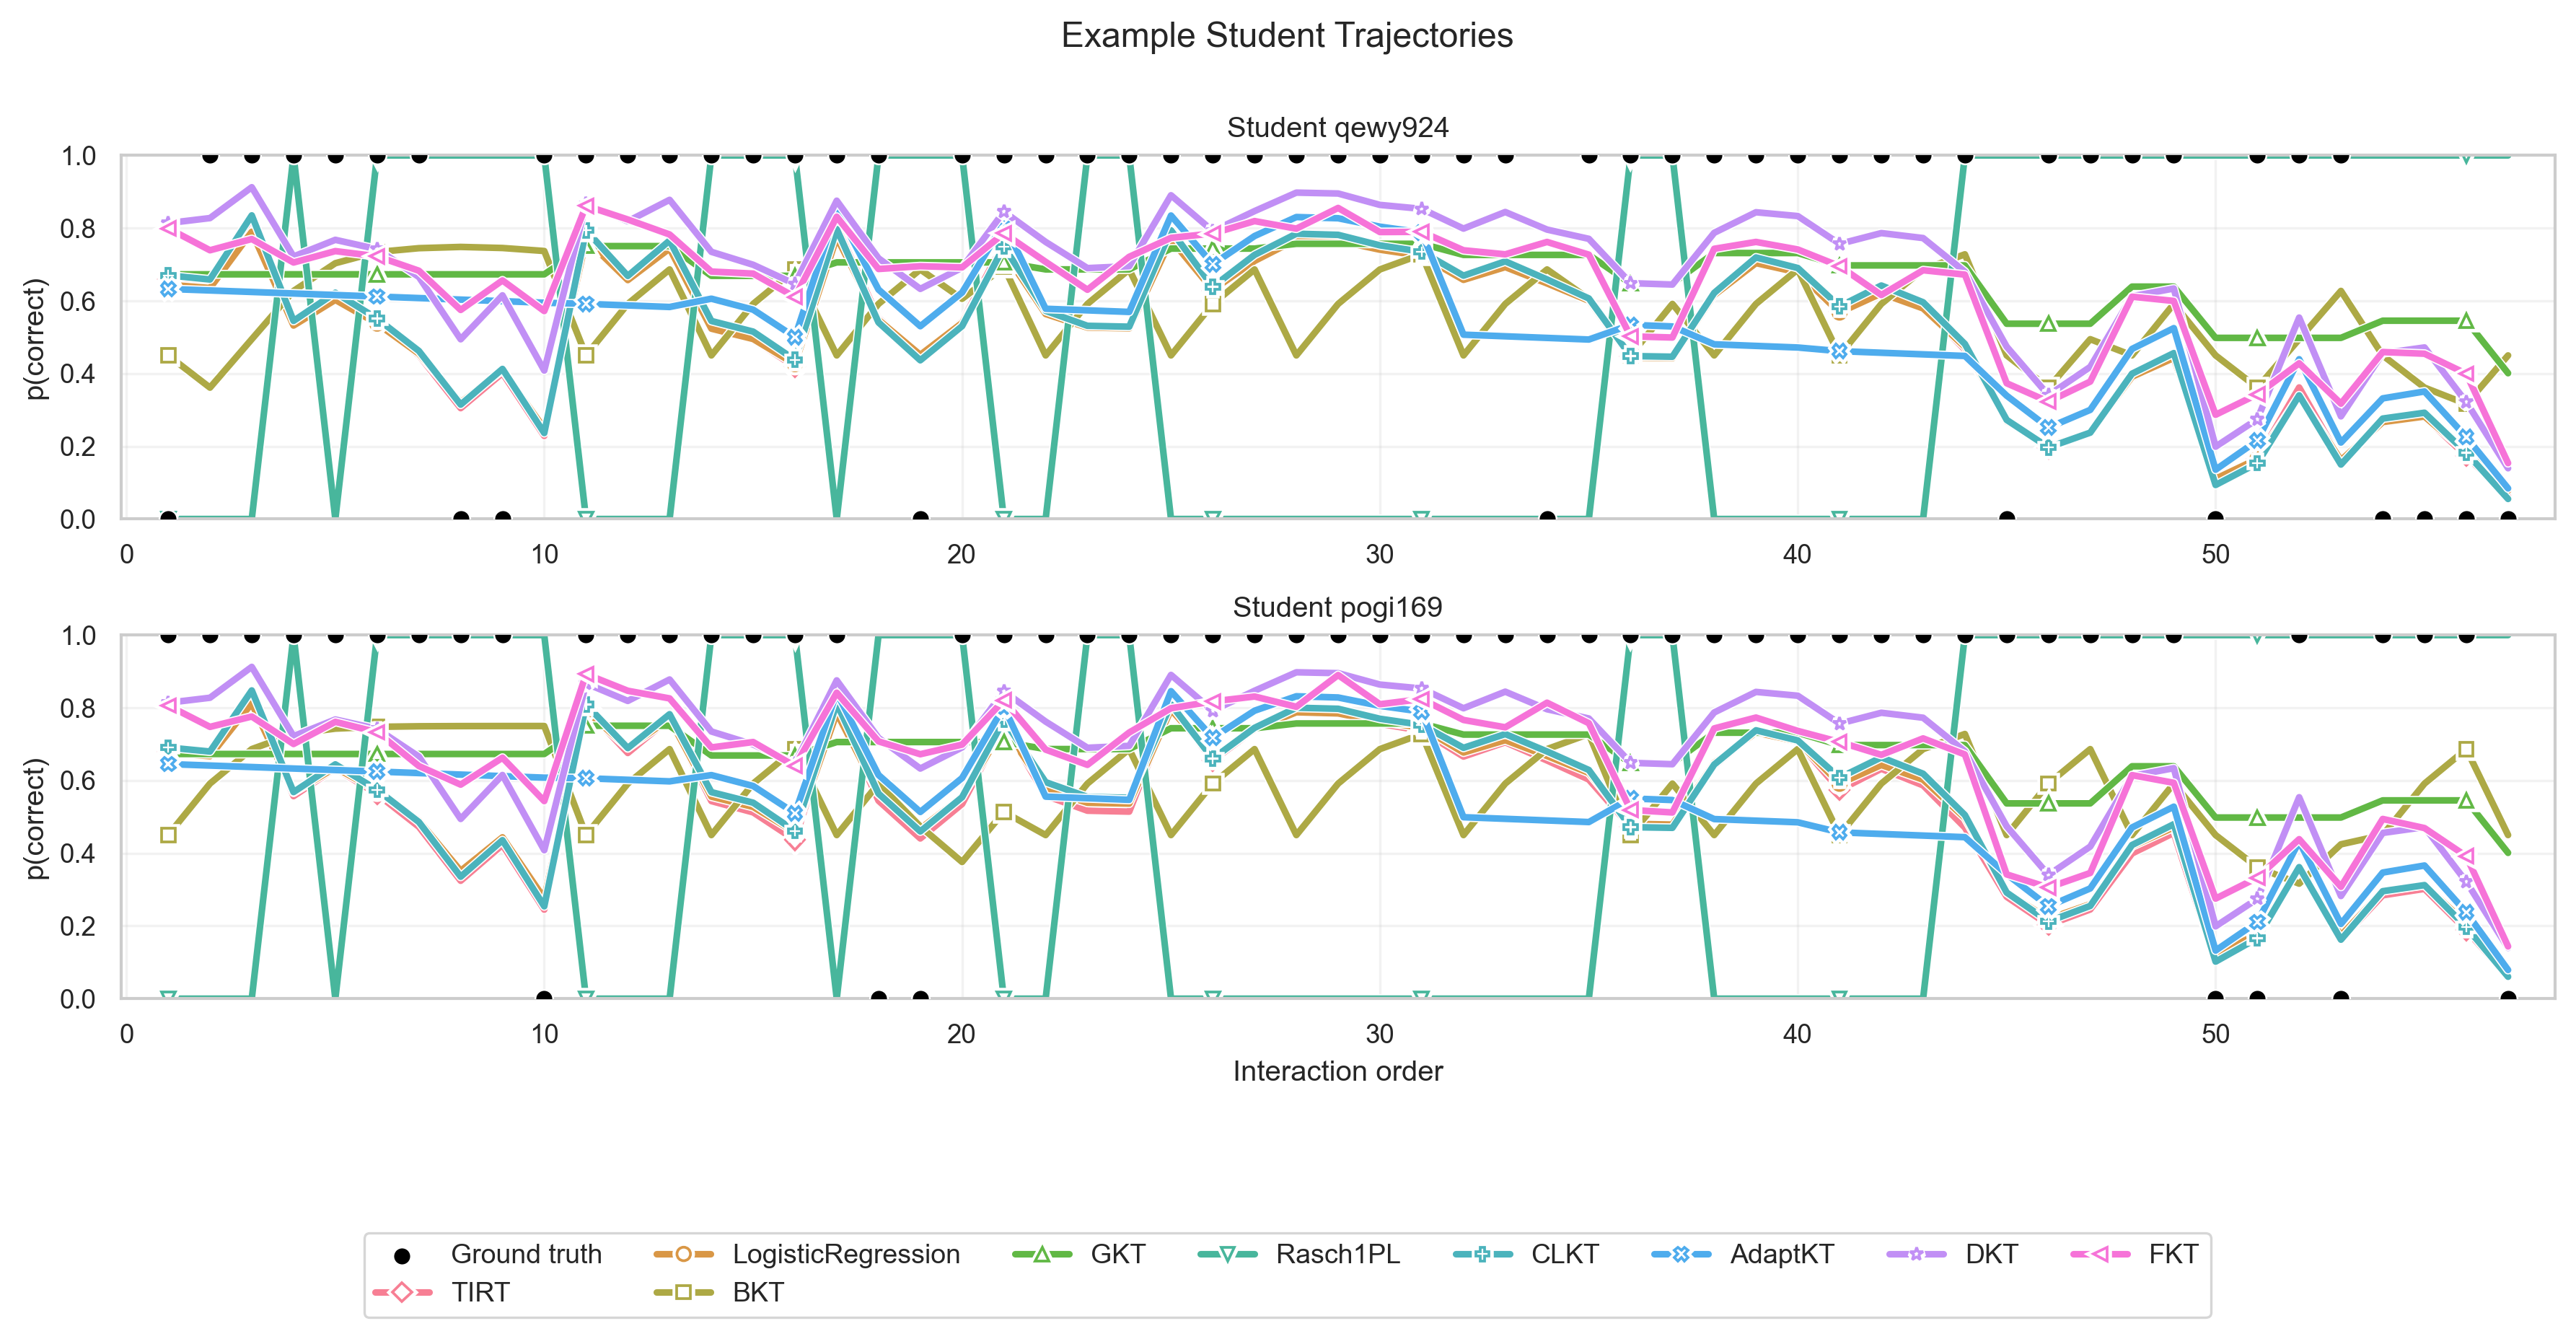 Example Student Trajectories
Student qewy924
1.0
0.8
0.6
0.4
0.2
0.0
p(correct)
0 10 20 30 40 50
Student pogi169
1.0
0.8
0.6
0.4
0.2
0.0
p(correct)
0 10 20 30 40 50
Interaction order
Ground truth LogisticRegression GKT Rasch1PL CLKT AdaptKT DKT FKT
TIRT BKT